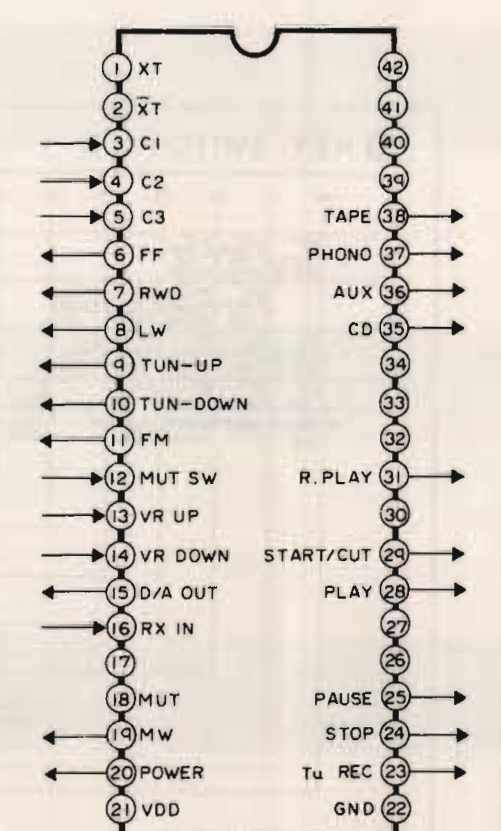 1 XT 42
2 X̅T̅ 41
3 C1 40
4 C2 39
5 C3 TAPE 38
6 FF PHONO 37
7 RWD AUX 36
8 LW CD 35
9 TUN-UP 34
10 TUN-DOWN 33
11 FM 32
12 MUT SW R.PLAY 31
13 VR UP 30
14 VR DOWN START/CUT 29
15 D/A OUT PLAY 28
16 RX IN 27
17 26
18 MUT PAUSE 25
19 MW STOP 24
20 POWER Tu REC 23
21 VDD GND 22